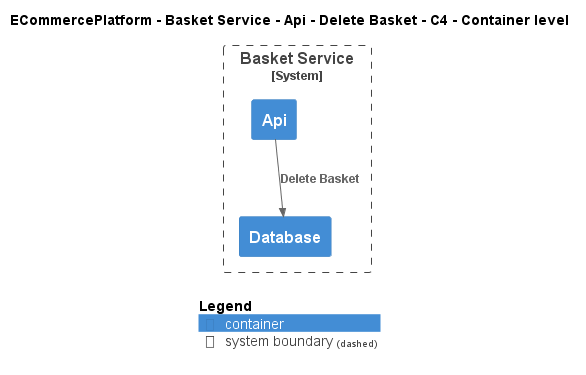 ECommercePlatform - Basket Service - Api - Delete Basket - C4 - Container level
Basket Service
[System]
Api
Delete Basket
Database
Legend
container
system boundary (dashed)